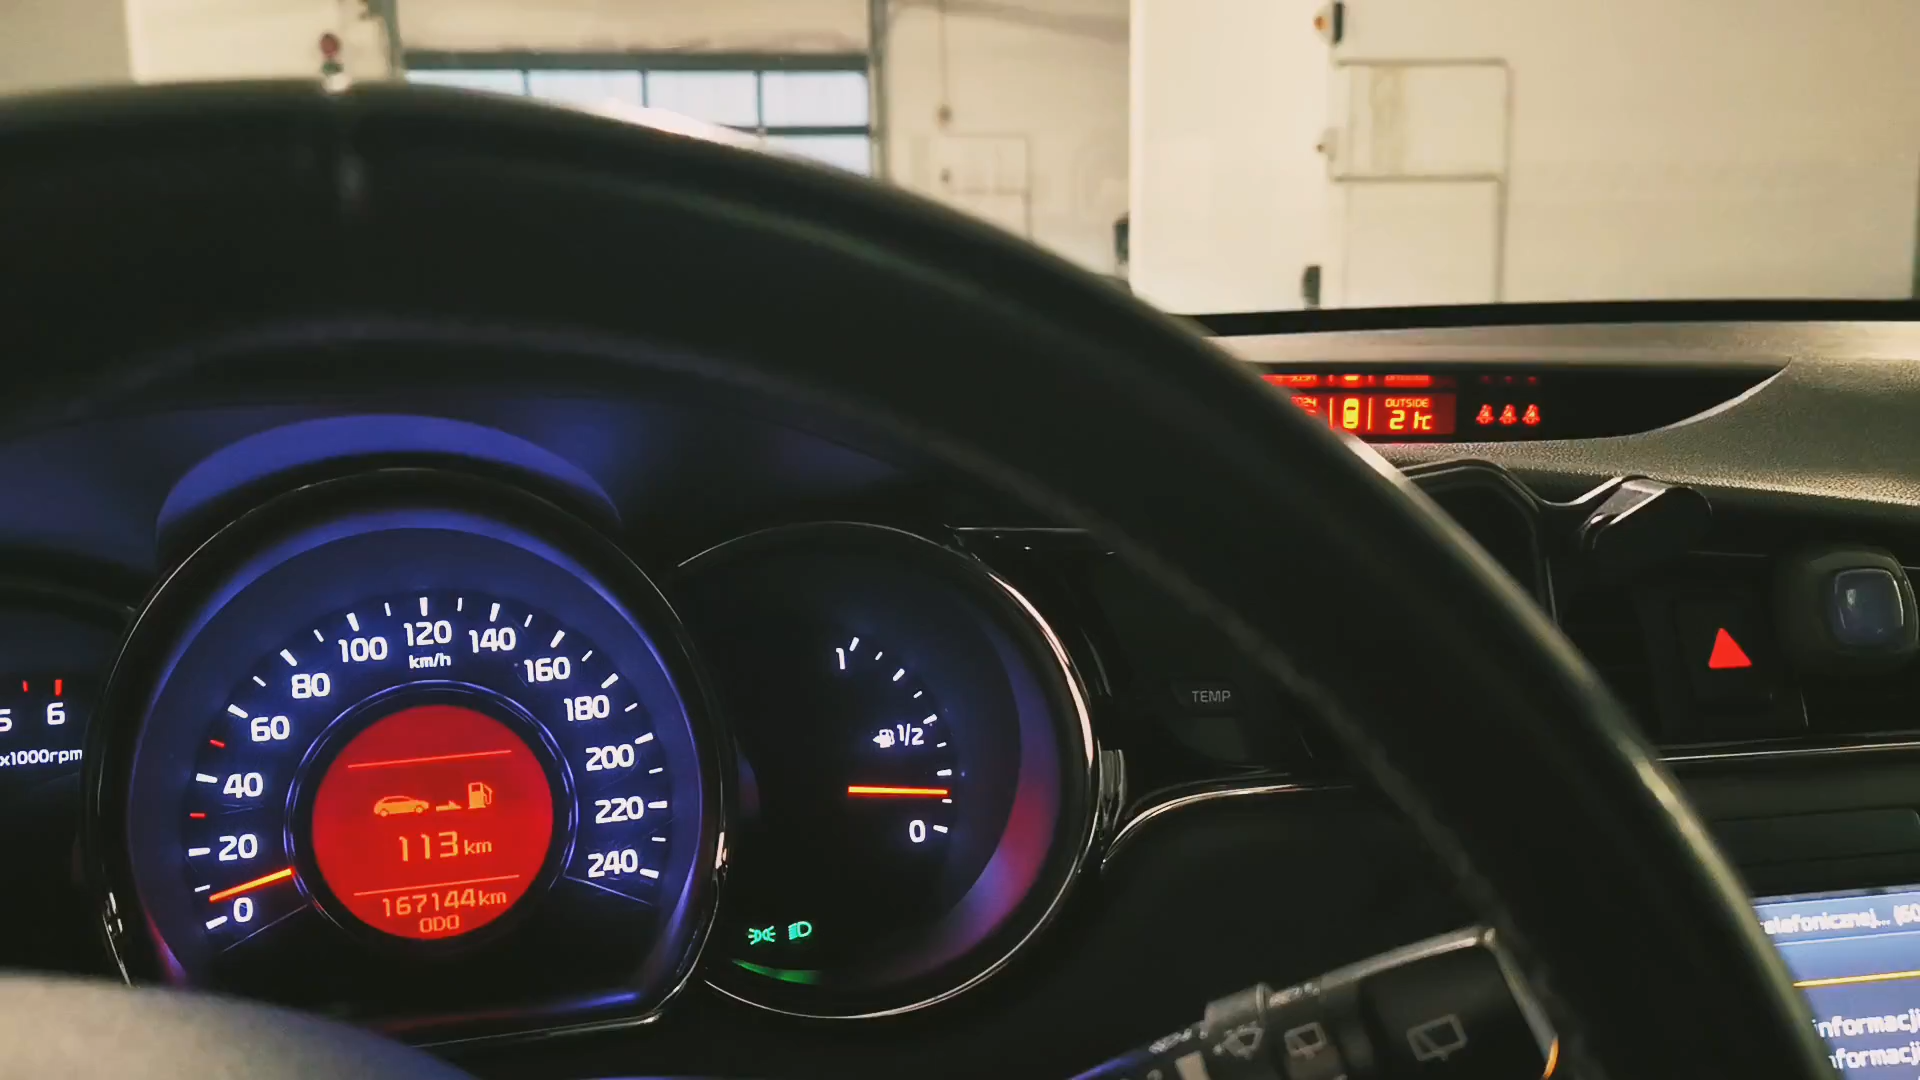 OUTSIDE
21°C
100 120 140
km/h
80 160
60 180
40 200
20 220
0 240
113 km
167144 km
ODO
6
x1000rpm
1
1/2
0
TEMP
informacji